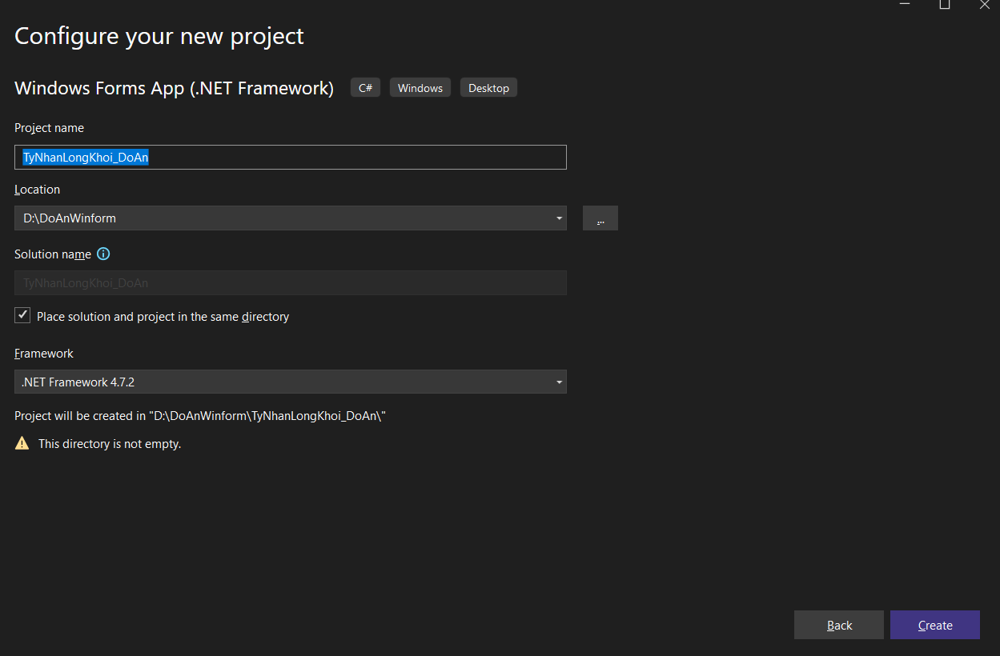 Configure your new project
Windows Forms App (.NET Framework) C# Windows Desktop
Project name
TyNhanLongKhoi_DoAn
Location
D:\DoAnWinform
...
Solution name
TyNhanLongKhoi_DoAn
Place solution and project in the same directory
Framework
.NET Framework 4.7.2
Project will be created in "D:\DoAnWinform\TyNhanLongKhoi_DoAn\"
This directory is not empty.
Back Create